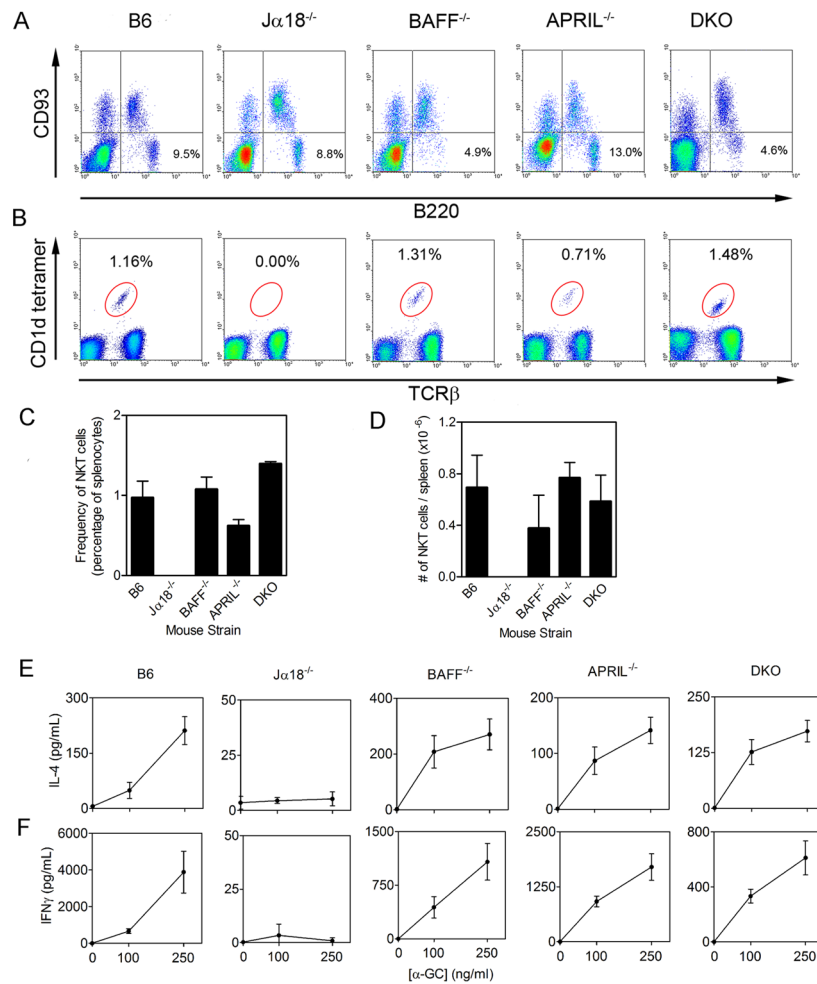 A
B6
Jα18-/-
BAFF-/-
APRIL-/-
DKO
CD93
9.5%
8.8%
4.9%
13.0%
4.6%
B220
B
CD1d tetramer
1.16%
0.00%
1.31%
0.71%
1.48%
TCRβ
C
Frequency of NKT cells
(percentage of splenocytes)
2
1
0
B6
Jα18-/-
BAFF-/-
APRIL-/-
DKO
Mouse Strain
D
# of NKT cells / spleen (x10-6)
1.2
0.8
0.4
0.0
B6
Jα18-/-
BAFF-/-
APRIL-/-
DKO
Mouse Strain
E
B6
Jα18-/-
BAFF-/-
APRIL-/-
DKO
IL-4 (pg/mL)
300
150
0
50
25
0
400
200
0
200
100
0
250
125
0
F
IFNγ (pg/mL)
6000
4000
2000
0
50
25
0
1500
750
0
2500
1250
0
800
400
0
0 100 250
0 100 250
0 100 250
0 100 250
0 100 250
[α-GC] (ng/ml)